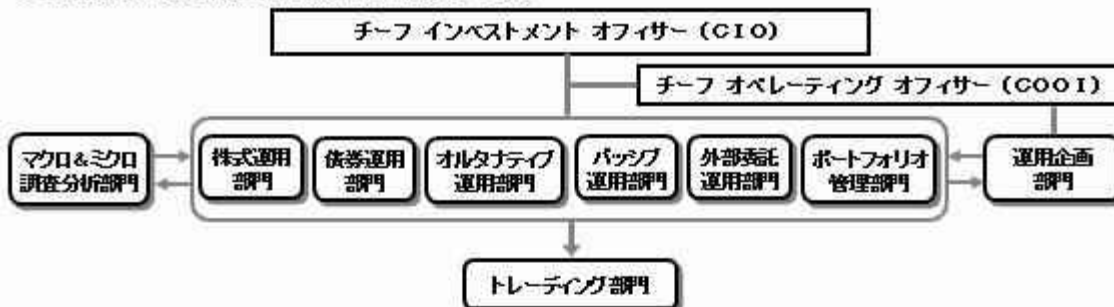 チーフ インベストメント オフィサー (CIO)
チーフ オペレーティング オフィサー (COOI)
マクロ&ミクロ
調査分析部門
株式運用
部門
債券運用
部門
オルタナティブ
運用部門
パッシブ
運用部門
外部委託
運用部門
ポートフォリオ
管理部門
運用企画
部門
トレーディング部門